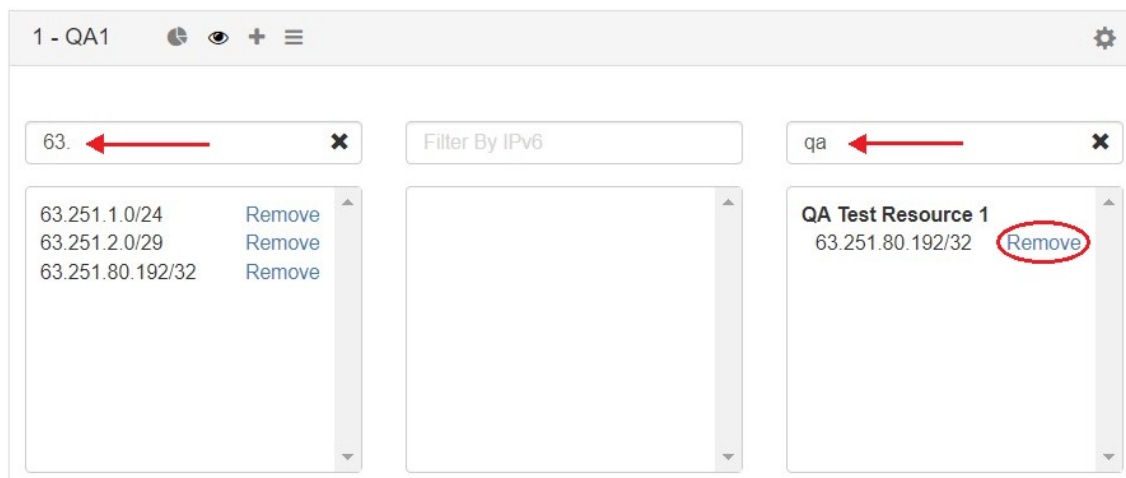 1 - QA1
63.
Filter By IPv6
qa
63.251.1.0/24 Remove
63.251.2.0/29 Remove
63.251.80.192/32 Remove
QA Test Resource 1
63.251.80.192/32 Remove